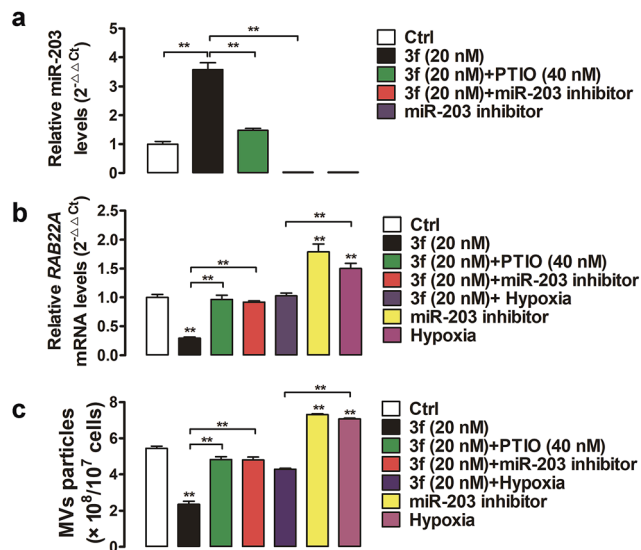 a
Relative miR-203
levels (2-△△Ct)
5
4
3
2
1
0
**
**
**
Ctrl
3f (20 nM)
3f (20 nM)+PTIO (40 nM)
3f (20 nM)+miR-203 inhibitor
miR-203 inhibitor
b
Relative RAB22A
mRNA levels (2-△△Ct)
2.5
2.0
1.5
1.0
0.5
0.0
**
**
**
**
**
**
Ctrl
3f (20 nM)
3f (20 nM)+PTIO (40 nM)
3f (20 nM)+miR-203 inhibitor
3f (20 nM)+ Hypoxia
miR-203 inhibitor
Hypoxia
c
MVs particles
(× 10^8/10^7 cells)
8
6
4
2
0
**
**
**
**
**
**
Ctrl
3f (20 nM)
3f (20 nM)+PTIO (40 nM)
3f (20 nM)+miR-203 inhibitor
3f (20 nM)+Hypoxia
miR-203 inhibitor
Hypoxia